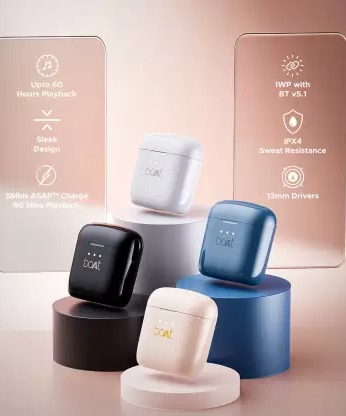 Upto 60
Hours Playback
Sleek
Design
5Mins ASAP™ Charge
90 Mins Playback
IWP with
BT v5.1
IPX4
Sweat Resistance
13mm Drivers
boAt
boAt
boAt
boAt